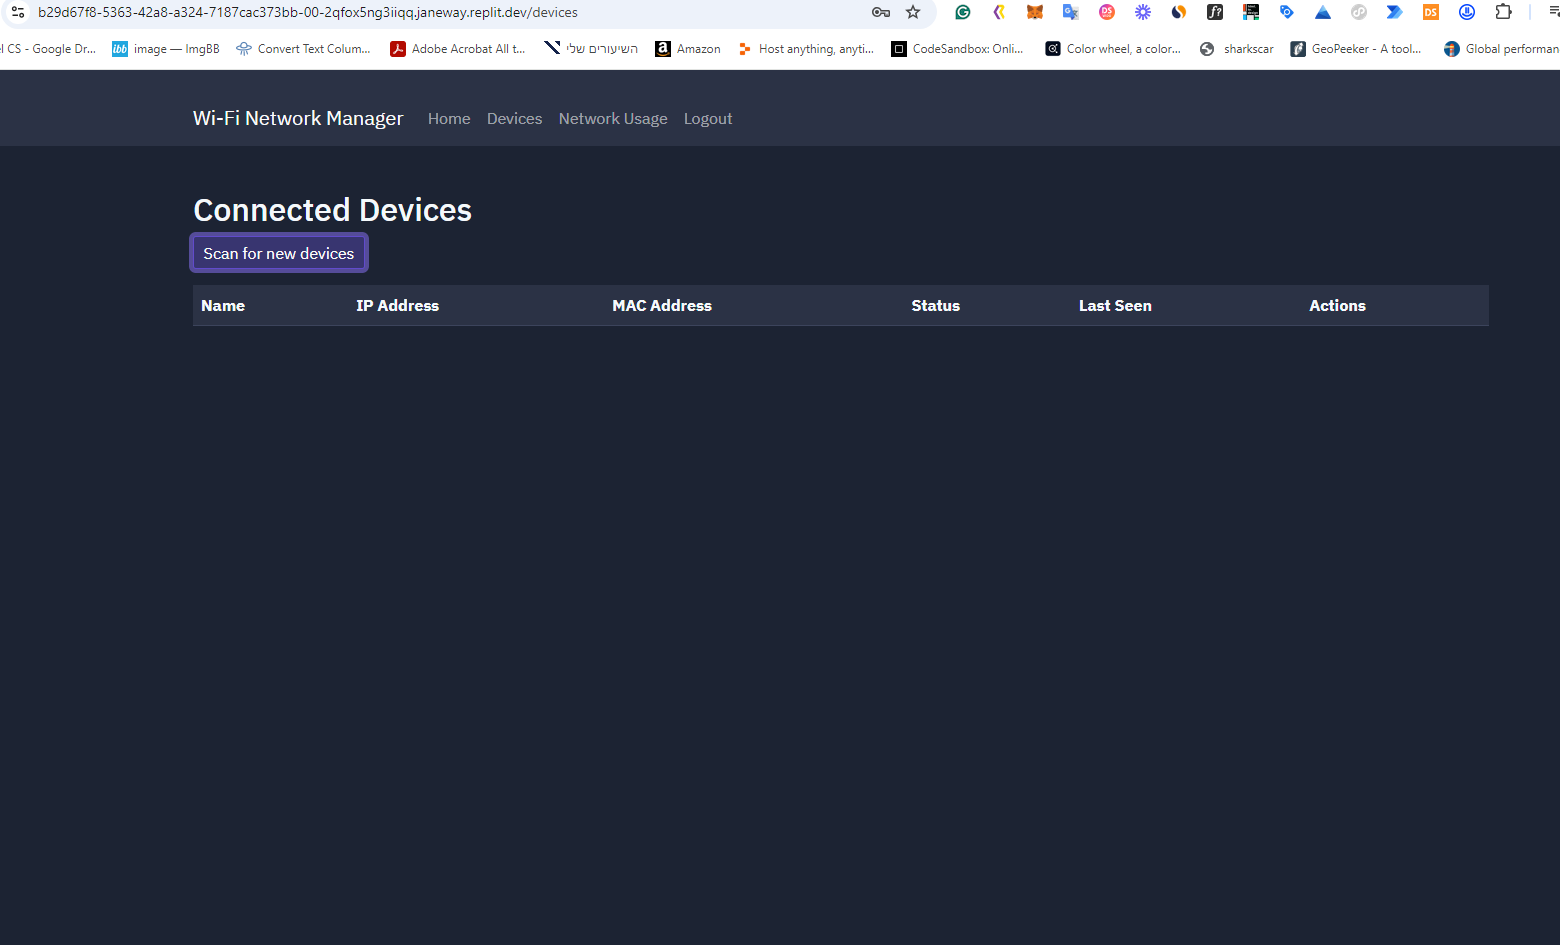 b29d67f8-5363-42a8-a324-7187cac373bb-00-2qfox5ng3iiqq.janeway.replit.dev/devices
el CS - Google Dr... ibb image — ImgBB Convert Text Colum... Adobe Acrobat All t... השיעורים שלי Amazon Host anything, anyti... CodeSandbox: Onli... Color wheel, a color... sharkscar GeoPeeker - A tool... Global performan
Wi-Fi Network Manager Home Devices Network Usage Logout
Connected Devices
Scan for new devices
Name IP Address MAC Address Status Last Seen Actions